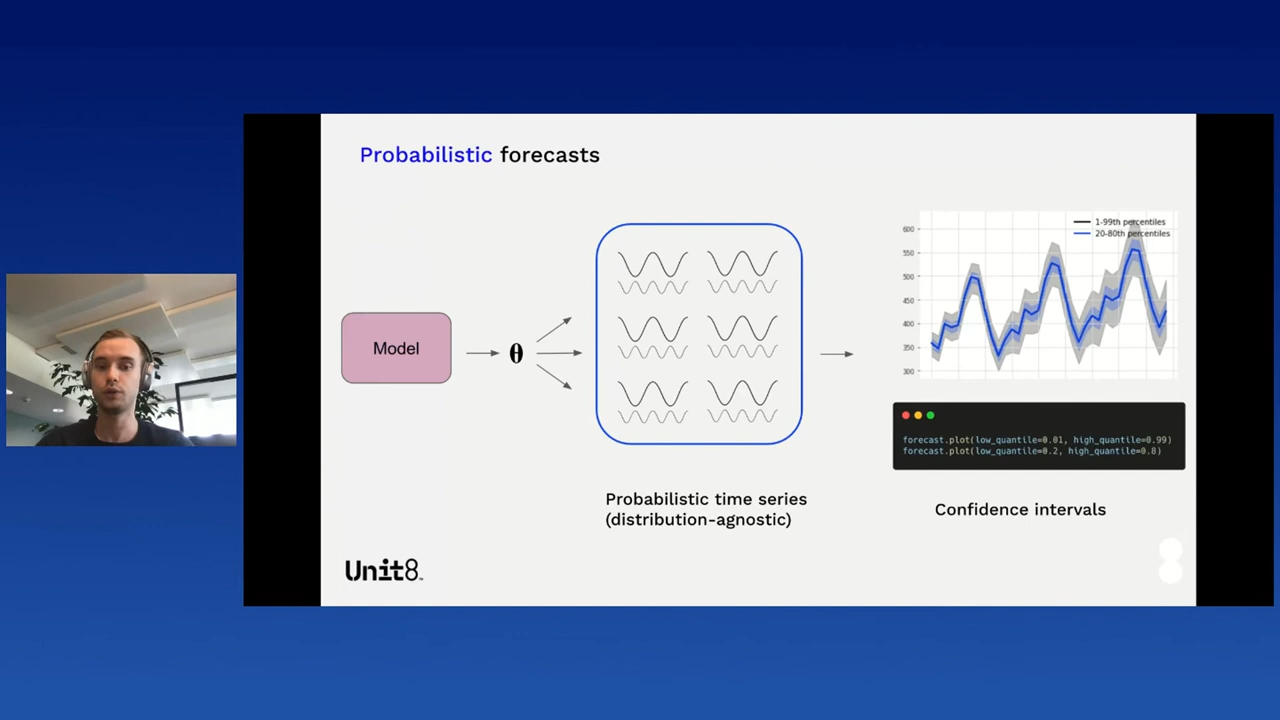 Probabilistic forecasts
Model
θ
1-99th percentiles
20-80th percentiles
600
550
500
450
400
350
300
forecast.plot(low_quantile=0.01, high_quantile=0.99)
forecast.plot(low_quantile=0.2, high_quantile=0.8)
Probabilistic time series
(distribution-agnostic)
Confidence intervals
Unit8™